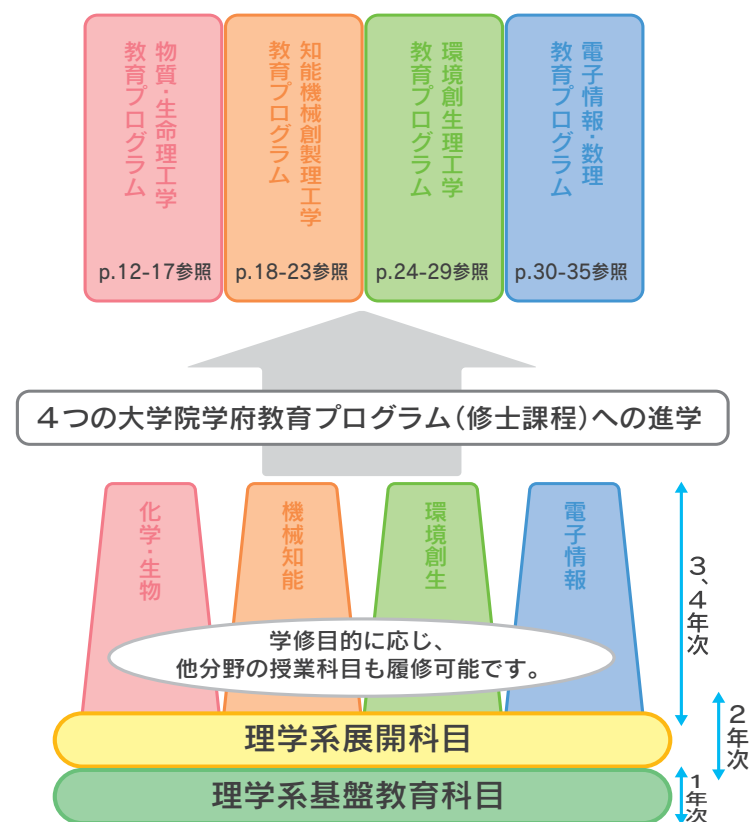 物質・生命理工学
教育プログラム
p.12-17参照
知能機械創製理工学
教育プログラム
p.18-23参照
環境創生理工学
教育プログラム
p.24-29参照
電子情報・数理
教育プログラム
p.30-35参照
4つの大学院学府教育プログラム(修士課程)への進学
化学・生物
機械知能
環境創生
電子情報
学修目的に応じ、
他分野の授業科目も履修可能です。
3、4年次
2年次
理学系展開科目
理学系基盤教育科目
1年次